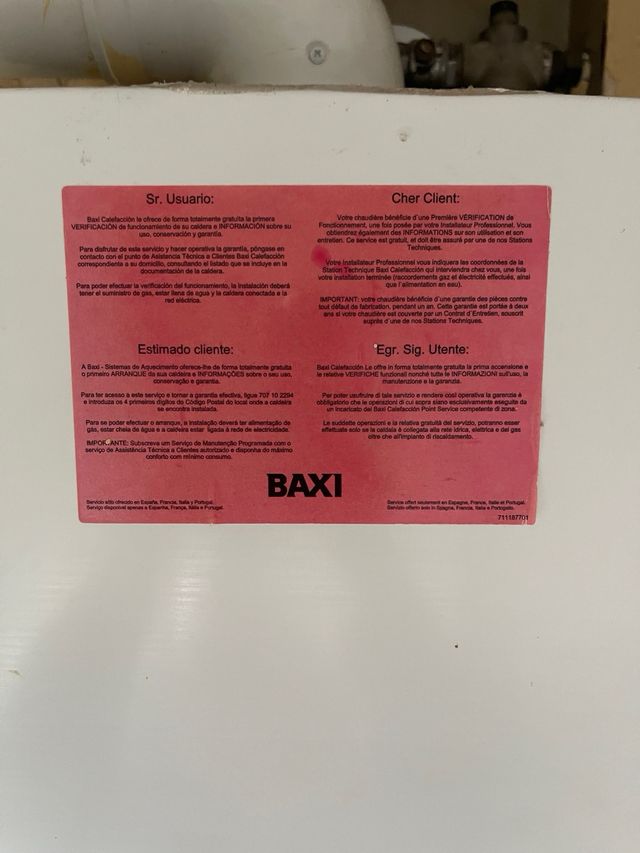 Sr. Usuario:
Baxi Calefacción le ofrece de forma totalmente gratuita la primera
VERIFICACIÓN de funcionamiento de su caldera e INFORMACIÓN sobre su
uso, conservación y garantía.
Para disfrutar de este servicio y hacer operativa la garantía, póngase en
contacto con el punto de Asistencia Técnica a Clientes Baxi Calefacción
correspondiente a su domicilio, consultando el listado que se incluye en la
documentación de la caldera.
Para poder efectuar la verificación del funcionamiento, la instalación deberá
tener el suministro de gas, estar llena de agua y la caldera conectada a la
red eléctrica.
Cher Client:
Votre chaudière bénéficie d'une Première VÉRIFICATION de
Fonctionnement, une fois posée par votre Installateur Professionnel. Vous
obtiendrez également des INFORMATIONS sur son utilisation et son
entretien. Ce service est gratuit, et doit être assuré par une de nos Stations
Techniques.
Votre Installateur Professionnel vous indiquera les coordonnées de la
Station Technique Baxi Calefacción qui interviendra chez vous, une fois
votre installation terminée (raccordements gaz et électricité effectués, ainsi
que l'alimentation en eau).
IMPORTANT: votre chaudière bénéficie d'une garantie des pièces contre
tout défaut de fabrication, pendant un an. Cette garantie est portée à deux
ans si votre chaudière est couverte par un Contrat d'Entretien, souscrit
auprès d'une de nos Stations Techniques.
Estimado cliente:
A Baxi - Sistemas de Aquecimento oferece-lhe de forma totalmente gratuita
o primeiro ARRANQUE da sua caldeira e INFORMAÇÕES sobre o seu uso,
conservação e garantia.
Para ter acesso a este serviço e tornar a garantia efectiva, ligue 707 10 2294
e introduza os 4 primeiros dígitos do Código Postal do local onde a caldeira
se encontra instalada.
Para se poder efectuar o arranque, a instalação deverá ter alimentação de
gás, estar cheia de água e a caldeira estar ligada à rede de electricidade.
IMPORTANTE: Subscreva um Serviço de Manutenção Programada com o
serviço de Assistência Técnica a Clientes autorizado e disponha do máximo
conforto com mínimo consumo.
Egr. Sig. Utente:
Baxi Calefacción Le offre in forma totalmente gratuita la prima accensione e
le relative VERIFICHE funzionali nonché tutte le INFORMAZIONI sull'uso, la
manutenzione e la garanzia.
Per poter usufruire di tale servizio e rendere così operativa la garanzia è
obbligatorio che le operazioni di cui sopra siano esclusivamente eseguite da
un incaricato dei Baxi Calefacción Point Service competente di zona.
Le suddette operazioni e la relativa gratuità del servizio, potranno esser
effettuate solo se la caldaia è collegata alla rete idrica, elettrica e del gas
oltre che all'impianto di riscaldamento.
BAXI
Servicio sólo ofrecido en España, Francia, Italia y Portugal.
Serviço disponível apenas a Espanha, França, Itália e Portugal.
Service offert seulement en Espagne, France, Italie et Portugal.
Servizio offerto solo in Spagna, Francia, Italia e Portogallo.
711187701